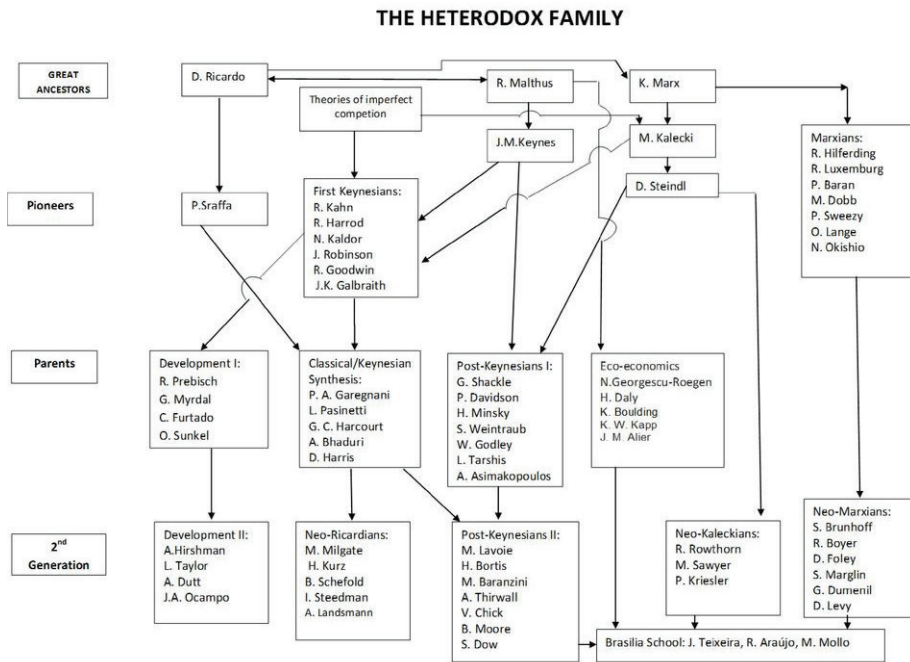 THE HETERODOX FAMILY
GREAT
ANCESTORS
D. Ricardo
R. Malthus
K. Marx
Theories of imperfect
competion
J.M.Keynes
M. Kalecki
Marxians:
R. Hilferding
R. Luxemburg
P. Baran
M. Dobb
P. Sweezy
O. Lange
N. Okishio
D. Steindl
Pioneers
P.Sraffa
First Keynesians:
R. Kahn
R. Harrod
N. Kaldor
J. Robinson
R. Goodwin
J.K. Galbraith
Parents
Development I:
R. Prebisch
G. Myrdal
C. Furtado
O. Sunkel
Classical/Keynesian
Synthesis:
P. A. Garegnani
L. Pasinetti
G. C. Harcourt
A. Bhaduri
D. Harris
Post-Keynesians I:
G. Shackle
P. Davidson
H. Minsky
S. Weintraub
W. Godley
L. Tarshis
A. Asimakopoulos
Eco-economics
N.Georgescu-Roegen
H. Daly
K. Boulding
K. W. Kapp
J. M. Alier
2nd
Generation
Development II:
A.Hirshman
L. Taylor
A. Dutt
J.A. Ocampo
Neo-Ricardians:
M. Milgate
H. Kurz
B. Schefold
I. Steedman
A. Landsmann
Post-Keynesians II:
M. Lavoie
H. Bortis
M. Baranzini
A. Thirwall
V. Chick
B. Moore
S. Dow
Neo-Kaleckians:
R. Rowthorn
M. Sawyer
P. Kriesler
Neo-Marxians:
S. Brunhoff
R. Boyer
D. Foley
S. Marglin
G. Dumenil
D. Levy
Brasilia School: J. Teixeira, R. Araújo, M. Mollo